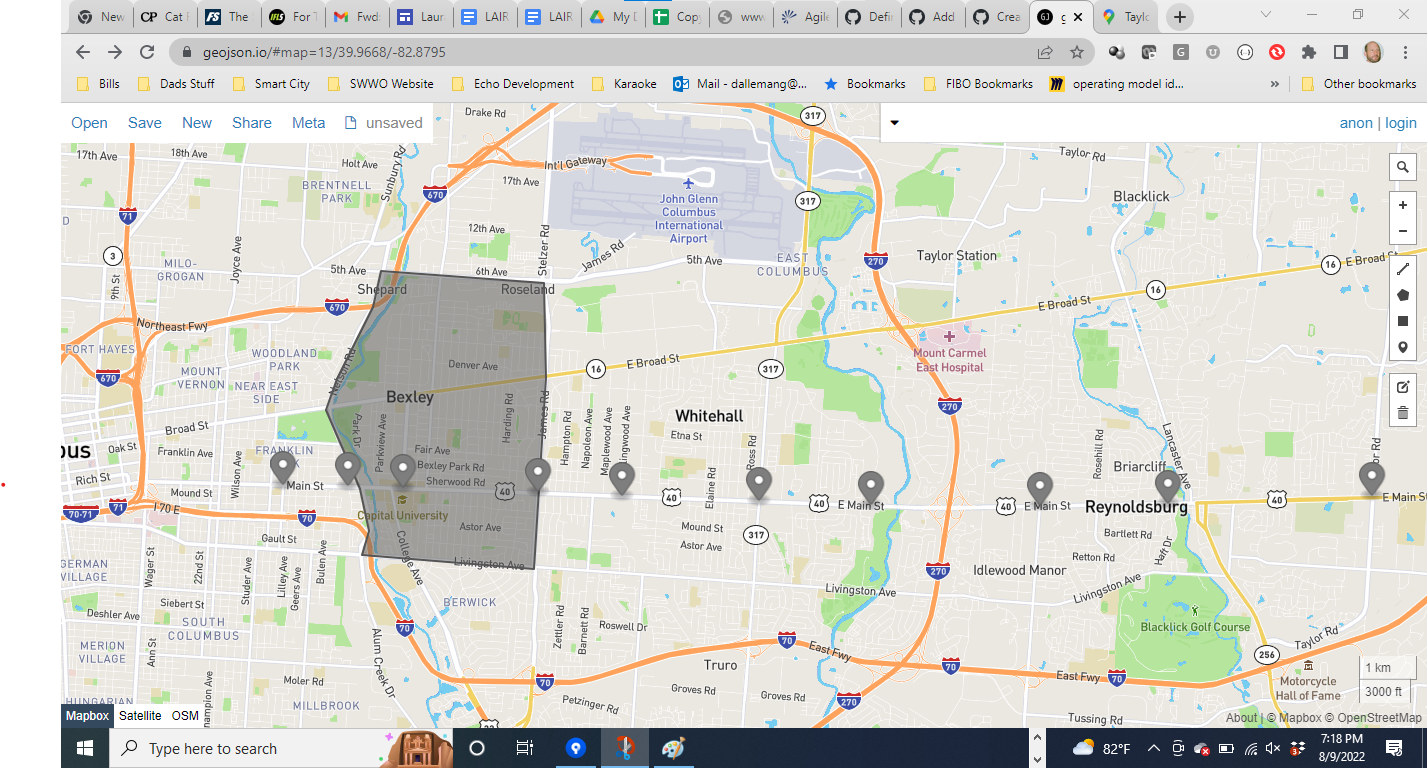 New
CP Cat
FS The
IFLS For T
Fwd:
Laur
LAIR
LAIR
My D
Copy
www
Agile
Defir
Add
Crea
GJ g
Taylo
geojson.io/#map=13/39.9668/-82.8795
Bills
Dads Stuff
Smart City
SWWO Website
Echo Development
Karaoke
Mail - dallemang@...
Bookmarks
FIBO Bookmarks
operating model id...
»
Other bookmarks
Open
Save
New
Share
Meta
unsaved
anon | login
Drake Rd
317
17th Ave
18th Ave
Holt Ave
Sunbury Rd
Int'l Gateway
Taylor Rd
BRENTNELL
PARK
670
17th Ave
John Glenn
Columbus
International
Airport
317
Blacklick
71
12th Ave
Stelzer Rd
James Rd
3
Joyce Ave
MILO-
GROGAN
5th Ave
6th Ave
5th Ave
EAST
COLUMBUS
270
Taylor Station
16
E Broad St
9th St
Shepard
Roseland
16
670
E Broad St
Northeast Fwy
FORT HAYES
WOODLAND
PARK
Nelson Rd
E Broad St
Mount Carmel
East Hospital
670
MOUNT
VERNON
NEAR EAST
SIDE
Denver Ave
16
317
Bexley
270
Broad St
Park Dr
Parkview Ave
Harding Rd
James Rd
Hampton Rd
Napoleon Ave
Maplewood Ave
Whitehall
Etna St
Ross Rd
Rosehill Rd
Lancaster Ave
Oak St
Franklin Ave
FRANKLIN
Fair Ave
Bexley Park Rd
Sherwood Rd
Briarcliff
Rich St
Wilson Ave
Main St
40
40
Elaine Rd
40
E Main St
40
E Main St
Reynoldsburg
40
E Main St
Mound St
70-71
71
I 70 E
70
Capital University
Astor Ave
Mound St
Astor Ave
317
Bartlett Rd
Gault St
College Ave
Livingston Ave
Retton Rd
Haft Dr
GERMAN
VILLAGE
Wager St
22nd St
Studer Ave
Lilley Ave
Geers Ave
Bulen Ave
270
Idlewood Manor
Livingston Ave
Livingston Ave
BERWICK
Siebert St
Deshler Ave
SOUTH
COLUMBUS
70
Zettler Rd
Barnett Rd
Roswell Dr
70
East Fwy
Blacklick Golf Course
Taylor Rd
MERION
VILLAGE
Ann St
Alum Creek Dr
Truro
70
256
1 km
3000 ft
Moler Rd
70
Groves Rd
Groves Rd
East Fwy
70
Motorcycle
Hall of Fame
HUNGARIAN
MILLBROOK
Petzinger Rd
270
Tussing Rd
Mapbox
Satellite
OSM
About | © Mapbox © OpenStreetMap
Type here to search
82°F
7:18 PM
8/9/2022